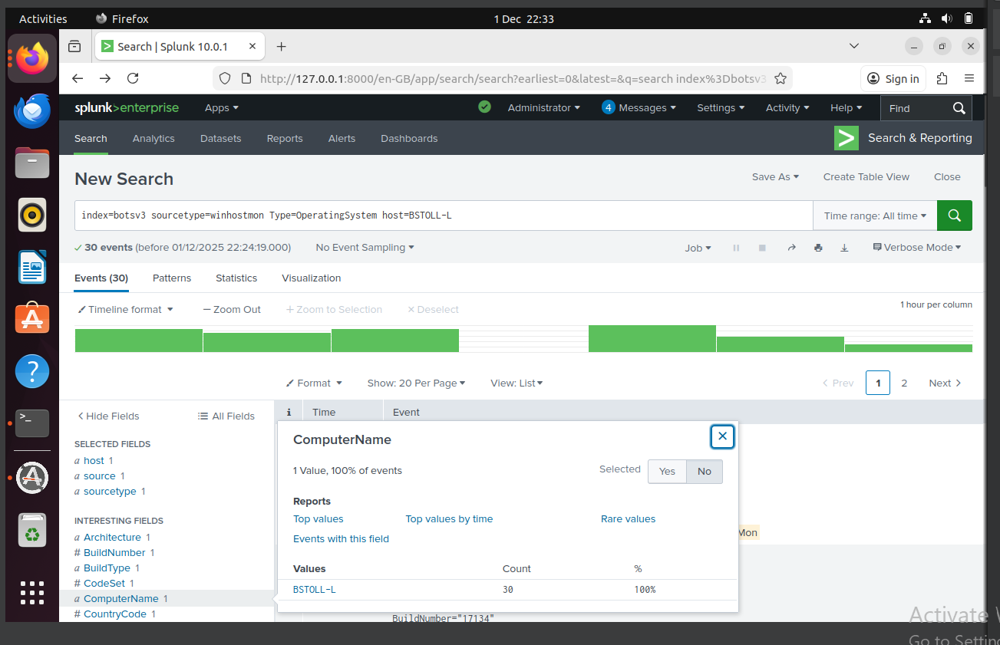 Activities Firefox 1 Dec 22:33
Search | Splunk 10.0.1
http://127.0.0.1:8000/en-GB/app/search/search?earliest=0&latest=&q=search index%3Dbotsv3 Sign in
splunk>enterprise Apps Administrator 4 Messages Settings Activity Help Find
Search Analytics Datasets Reports Alerts Dashboards > Search & Reporting
New Search Save As Create Table View Close
index=botsv3 sourcetype=winhostmon Type=OperatingSystem host=BSTOLL-L Time range: All time
30 events (before 01/12/2025 22:24:19.000) No Event Sampling Job Verbose Mode
Events (30) Patterns Statistics Visualization
Timeline format — Zoom Out + Zoom to Selection × Deselect 1 hour per column
Format Show: 20 Per Page View: List < Prev 1 2 Next >
< Hide Fields All Fields i Time Event
SELECTED FIELDS
a host 1
a source 1
a sourcetype 1
INTERESTING FIELDS
a Architecture 1
# BuildNumber 1
a BuildType 1
# CodeSet 1
a ComputerName 1
# CountryCode 1
ComputerName
1 Value, 100% of events Selected Yes No
Reports
Top values Top values by time Rare values
Events with this field
Mon
Values Count %
BSTOLL-L 30 100%
BuildNumber="17134"
Activate
Go to Setting